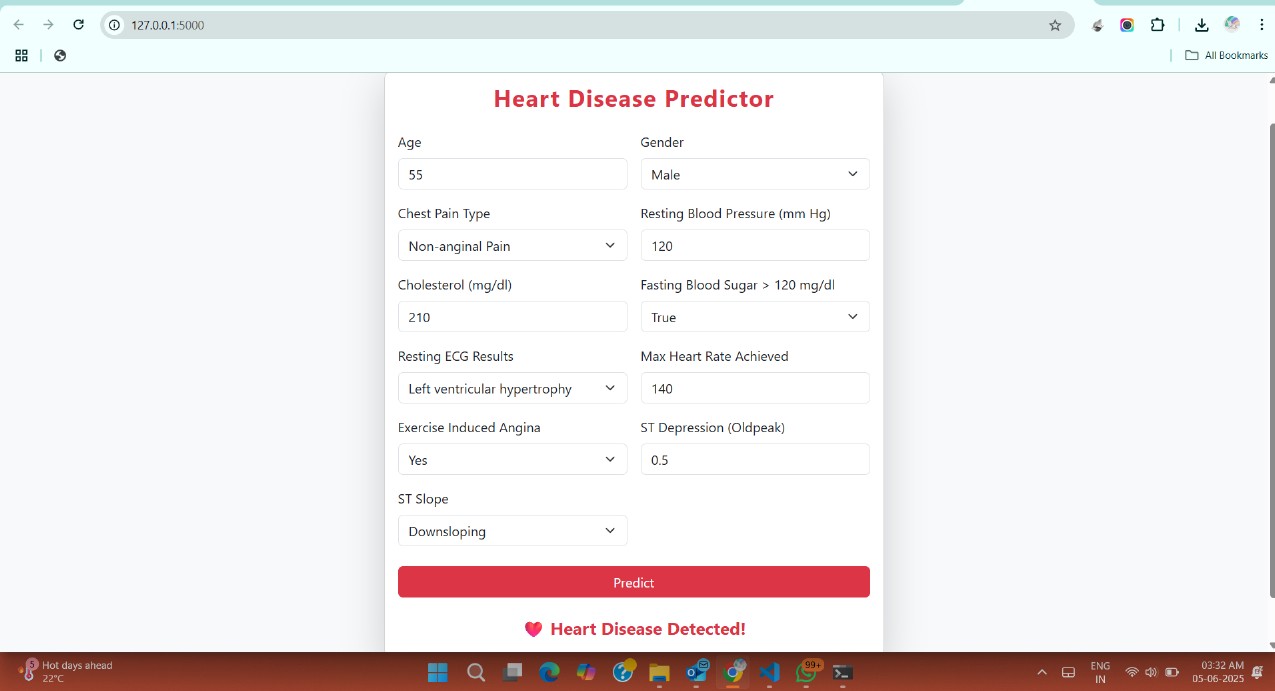 127.0.0.1:5000
All Bookmarks
Heart Disease Predictor
Age
Gender
55
Male
Chest Pain Type
Resting Blood Pressure (mm Hg)
Non-anginal Pain
120
Cholesterol (mg/dl)
Fasting Blood Sugar > 120 mg/dl
210
True
Resting ECG Results
Max Heart Rate Achieved
Left ventricular hypertrophy
140
Exercise Induced Angina
ST Depression (Oldpeak)
Yes
0.5
ST Slope
Downsloping
Predict
Heart Disease Detected!
5
Hot days ahead
22°C
99+
ENG
IN
03:32 AM
05-06-2025